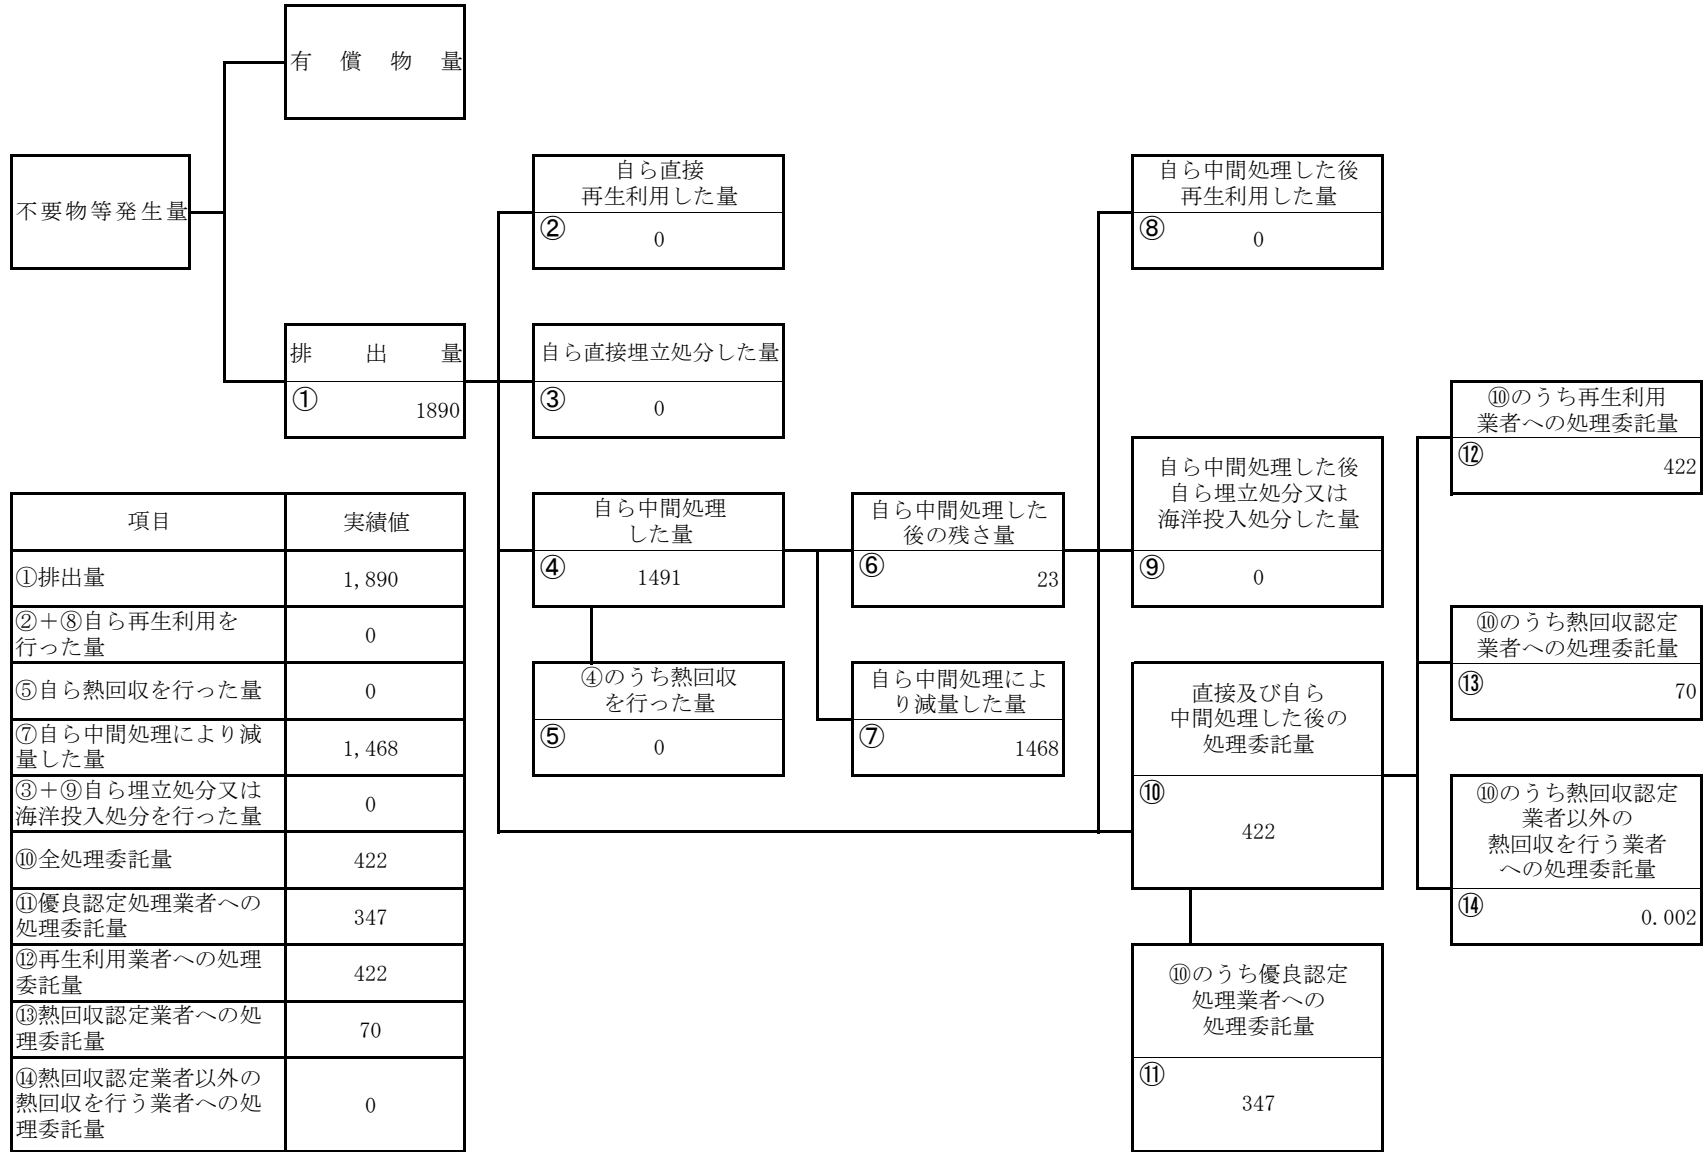 有償物量
不要物等発生量
自ら直接
再生利用した量
②
0
自ら中間処理した後
再生利用した量
⑧
0
排出量
①
1890
自ら直接埋立処分した量
③
0
⑩のうち再生利用
業者への処理委託量
⑫
422
自ら中間処理した後
自ら埋立処分又は
海洋投入処分した量
⑨
0
自ら中間処理
した量
④
1491
自ら中間処理した
後の残さ量
⑥
23
⑩のうち熱回収認定
業者への処理委託量
⑬
70
④のうち熱回収
を行った量
⑤
0
自ら中間処理によ
り減量した量
⑦
1468
直接及び自ら
中間処理した後の
処理委託量
⑩
422
⑩のうち熱回収認定
業者以外の
熱回収を行う業者
への処理委託量
⑭
0.002
⑩のうち優良認定
処理業者への
処理委託量
⑪
347
項目 実績値
①排出量 1,890
②＋⑧自ら再生利用を
行った量
0
⑤自ら熱回収を行った量 0
⑦自ら中間処理により減
量した量
1,468
③＋⑨自ら埋立処分又は
海洋投入処分を行った量
0
⑩全処理委託量 422
⑪優良認定処理業者への
処理委託量
347
⑫再生利用業者への処理
委託量
422
⑬熱回収認定業者への処
理委託量
70
⑭熱回収認定業者以外の
熱回収を行う業者への処
理委託量
0